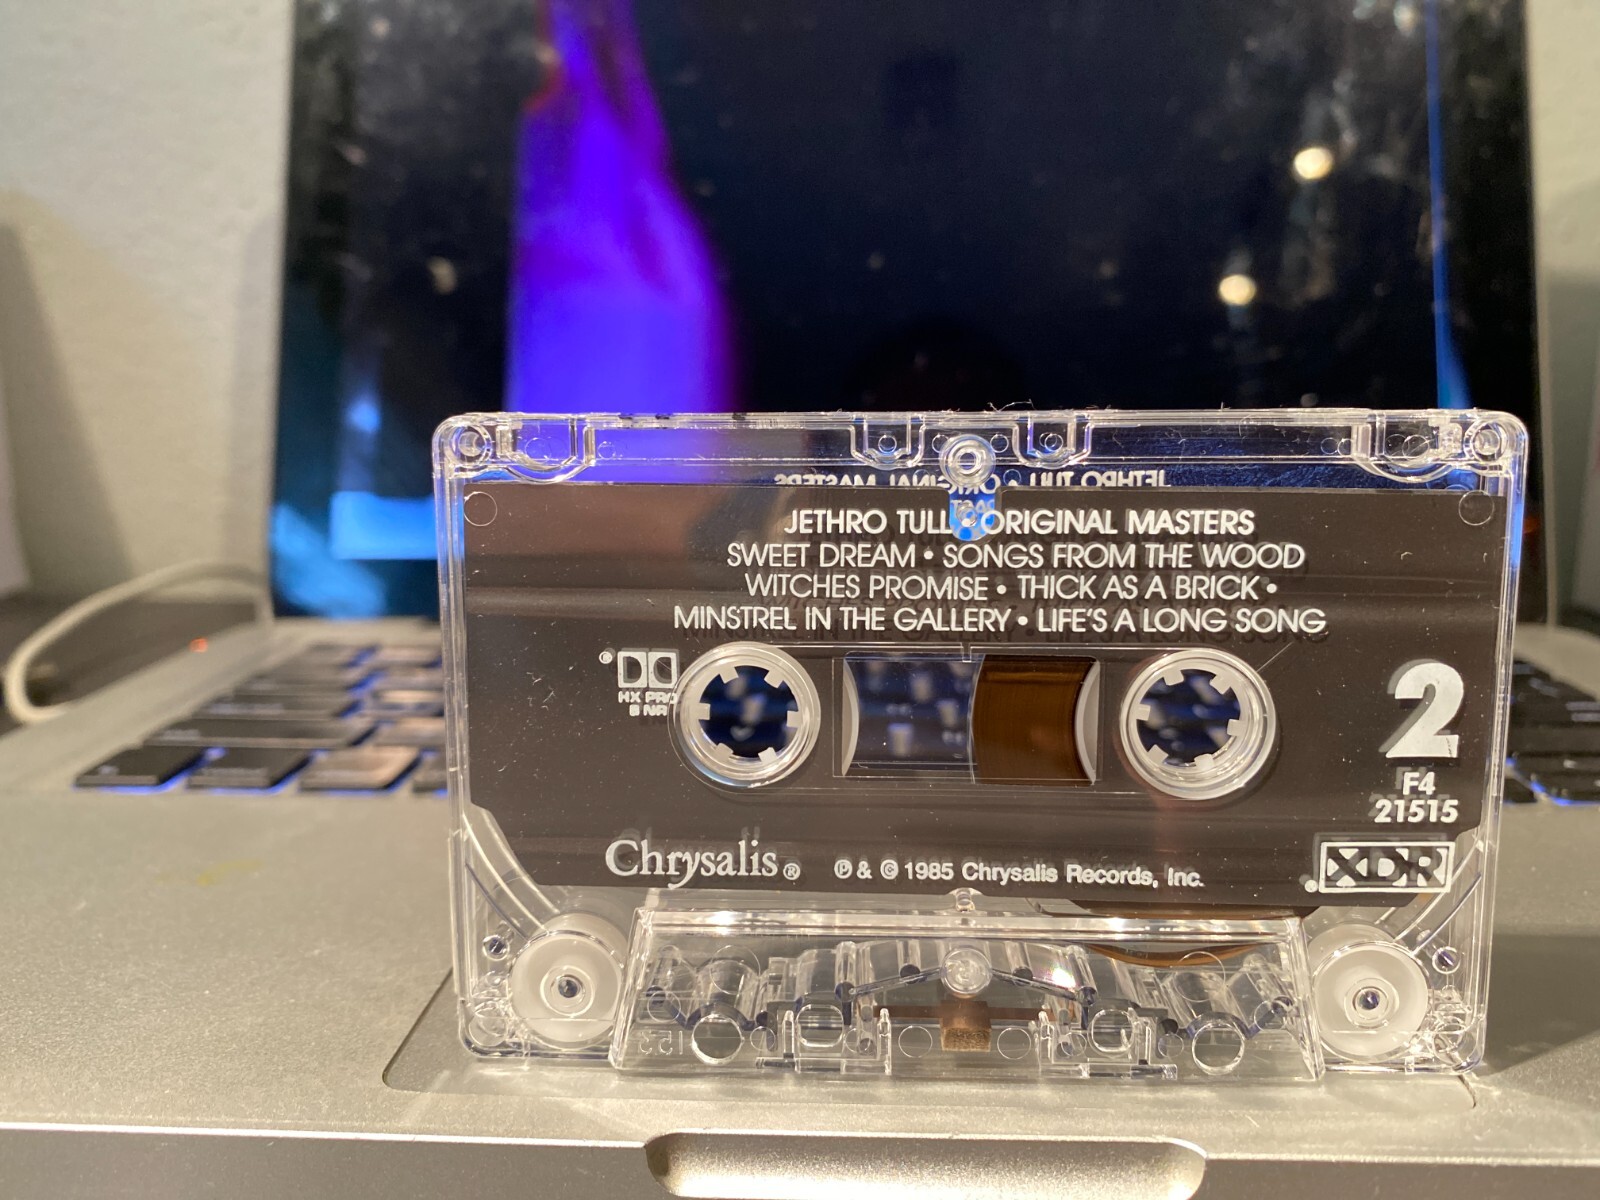 JETHRO TULL • ORIGINAL MASTERS
SWEET DREAM • SONGS FROM THE WOOD
WITCHES PROMISE • THICK AS A BRICK •
MINSTREL IN THE GALLERY • LIFE'S A LONG SONG
HX PRO
B NR
2
F4
21515
Chrysalis®
℗ & © 1985 Chrysalis Records, Inc.
XDR
153